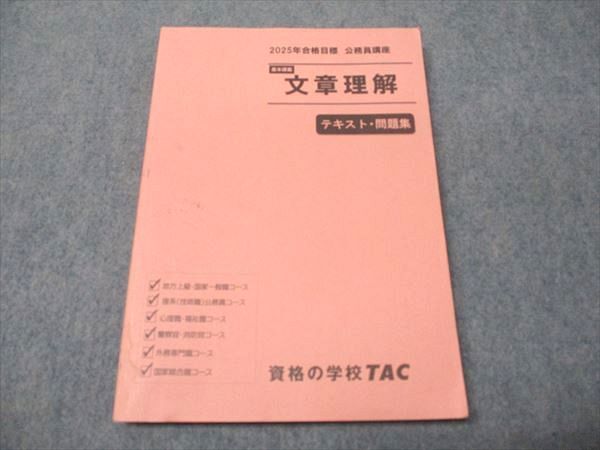 2025年合格目標 公務員講座
基本講義
文章理解
テキスト・問題集
地方上級・国家一般職コース
理系(技術職)公務員コース
心理職・福祉職コース
警察官・消防官コース
外務専門職コース
国家総合職コース
資格の学校TAC